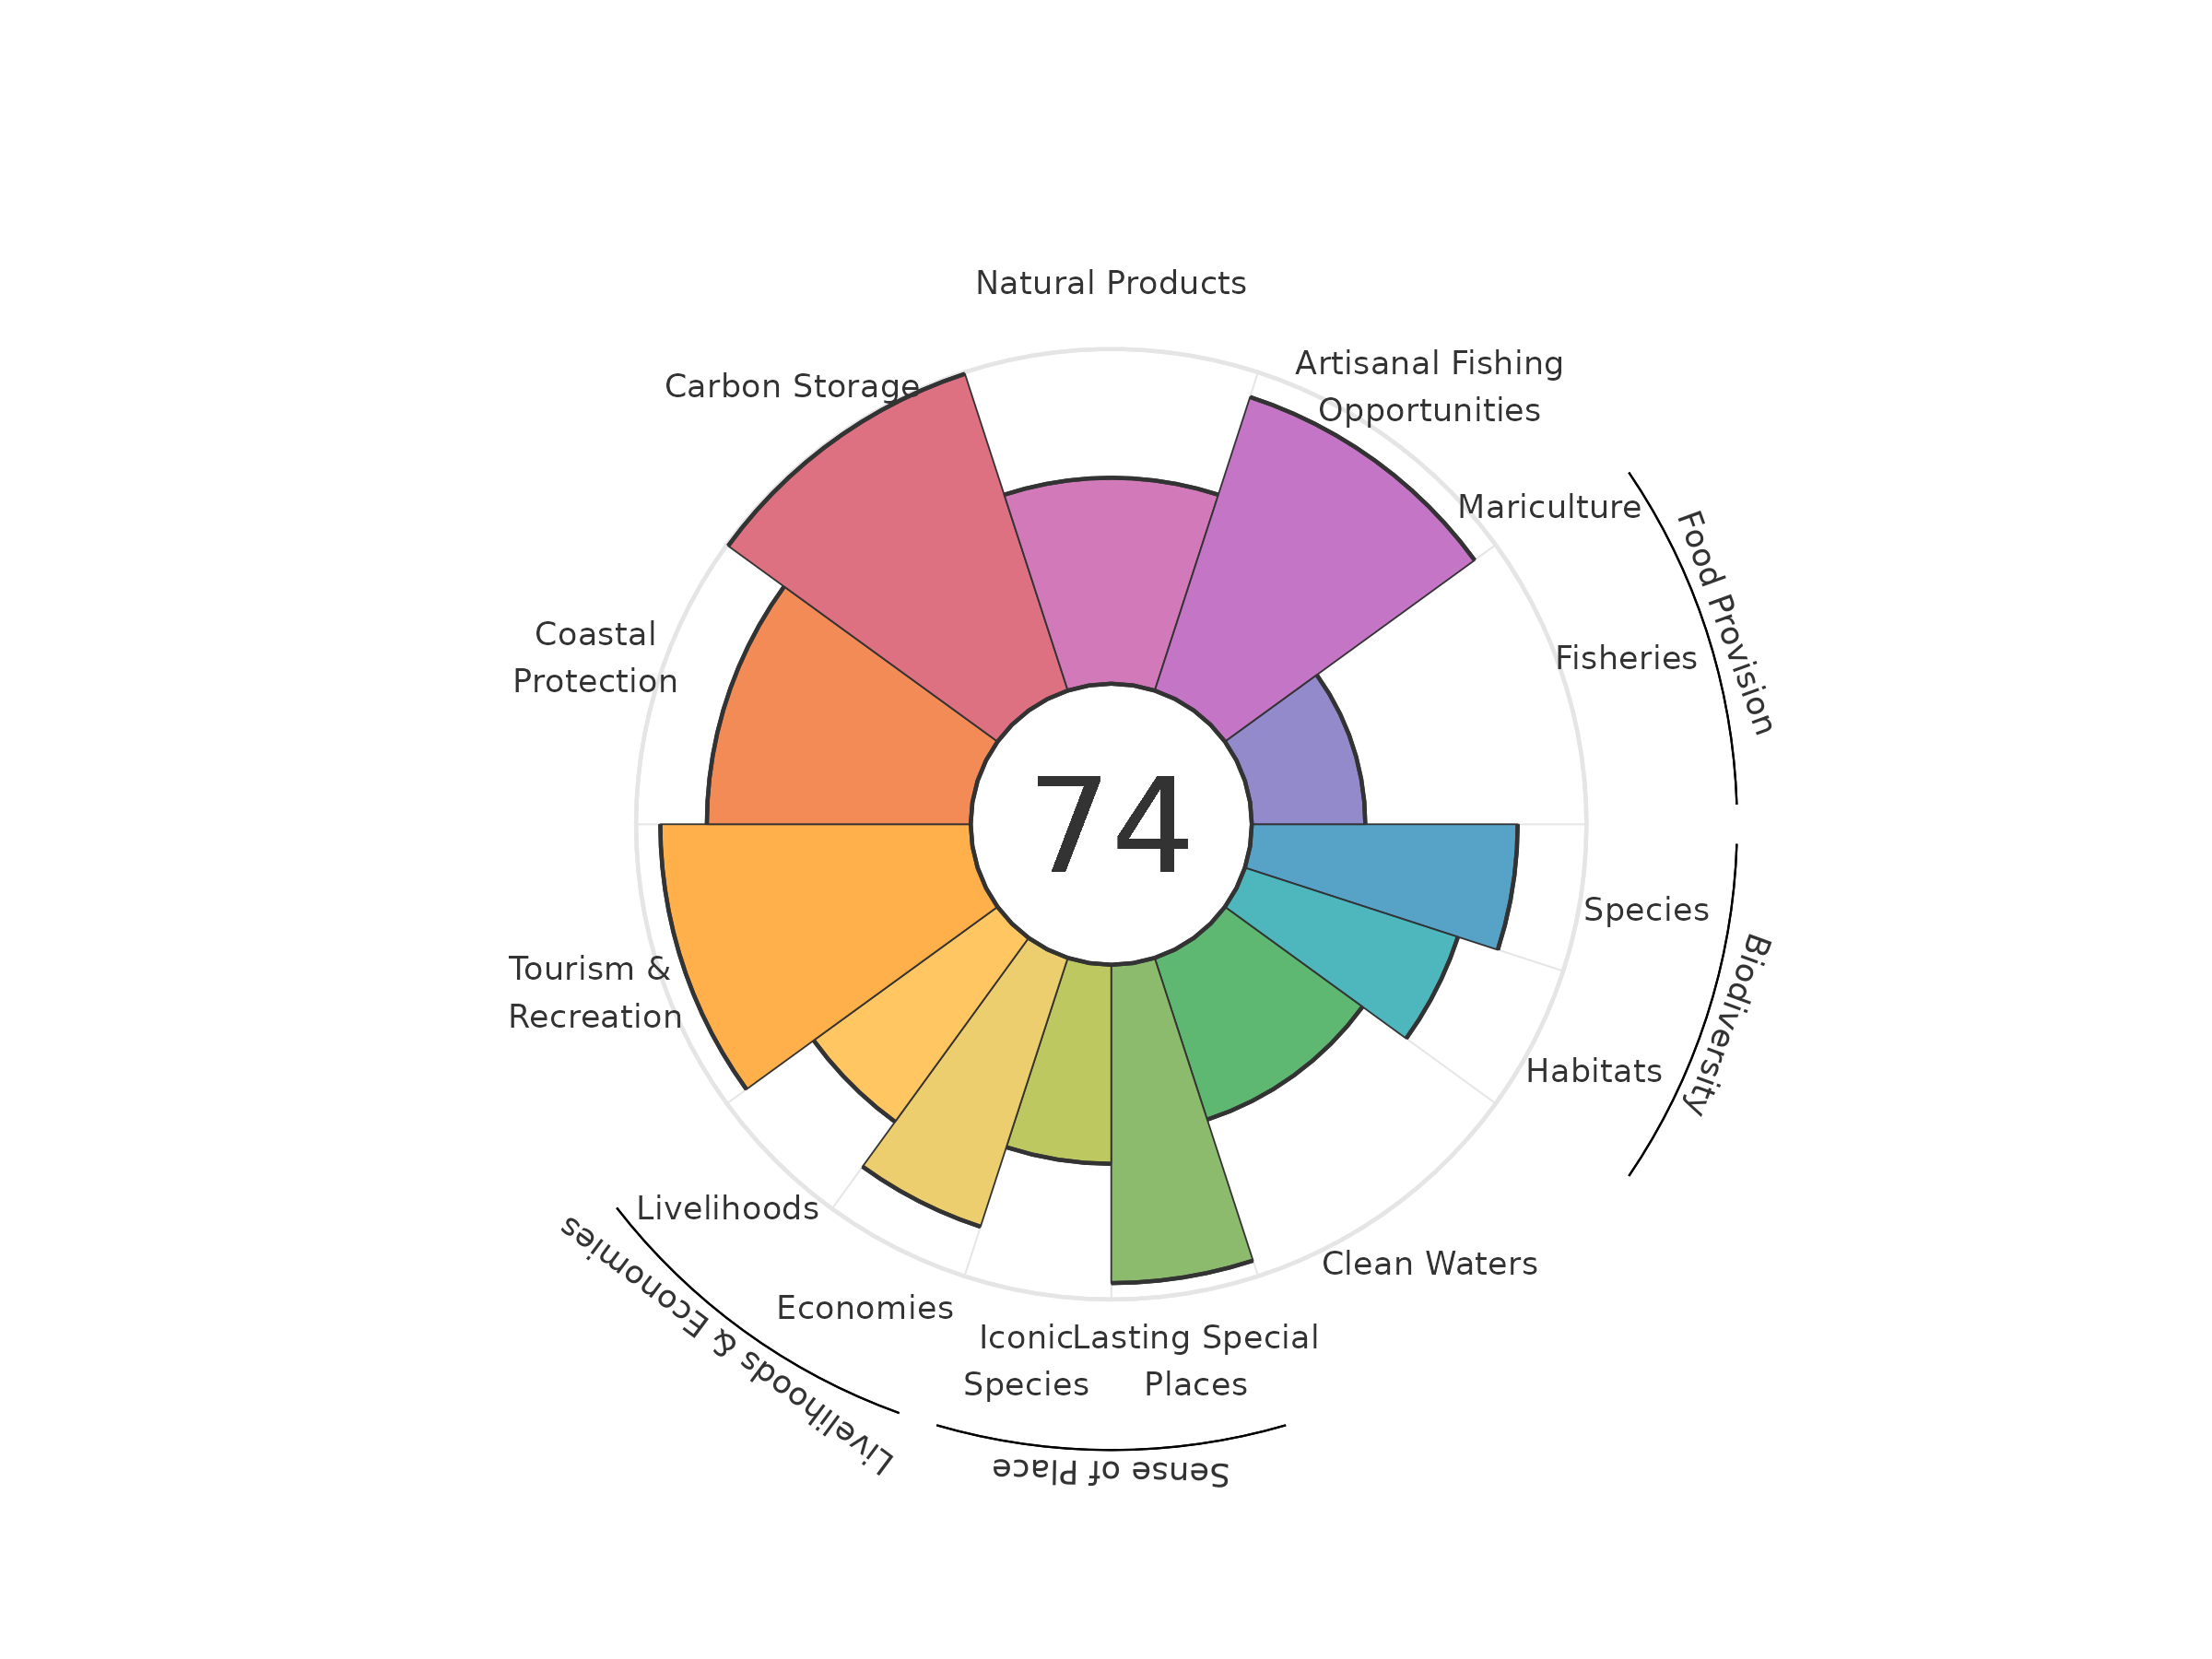 Natural Products
Artisanal Fishing
Opportunities
Carbon Storage
Mariculture
Food Provision
Fisheries
Coastal
Protection
74
Species
Biodiversity
Tourism &
Recreation
Habitats
Livelihoods
Clean Waters
Livelihoods & Economies
Economies
Iconic
Species
Lasting Special
Places
Sense of Place